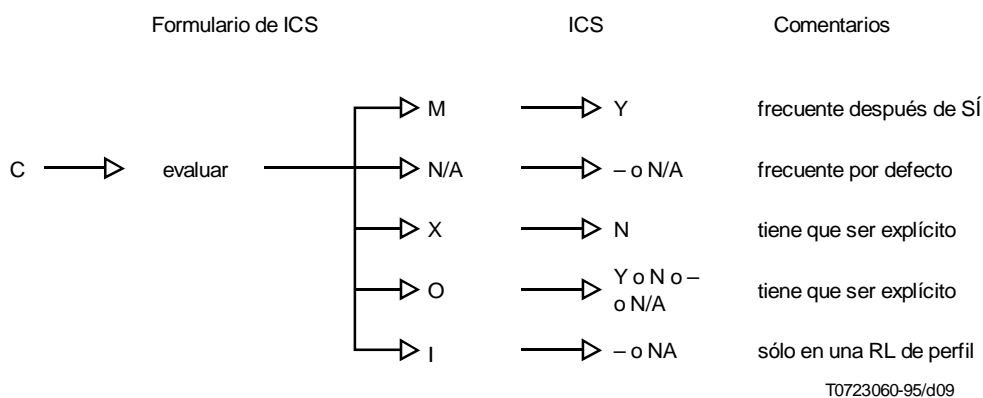 Formulario de ICS ICS Comentarios
M Y frecuente después de SÍ
C evaluar N/A – o N/A frecuente por defecto
X N tiene que ser explícito
O Y o N o – o N/A tiene que ser explícito
I – o NA sólo en una RL de perfil
T0723060-95/d09